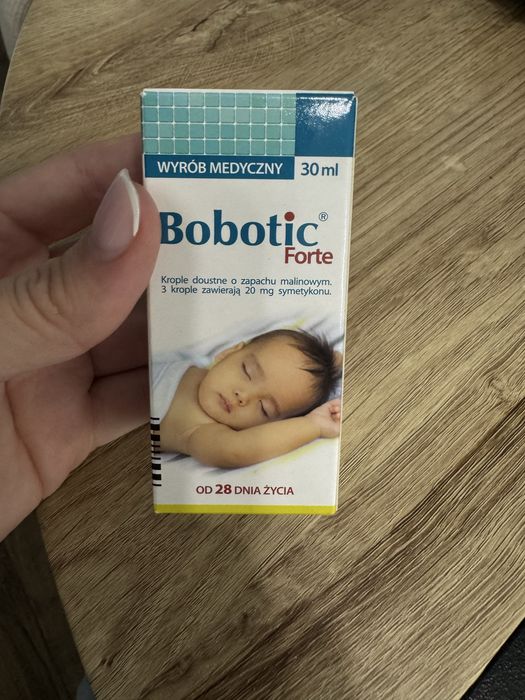 WYRÓB MEDYCZNY 30 ml
Bobotic®
Forte
Krople doustne o zapachu malinowym.
3 krople zawierają 20 mg symetykonu.
OD 28 DNIA ŻYCIA